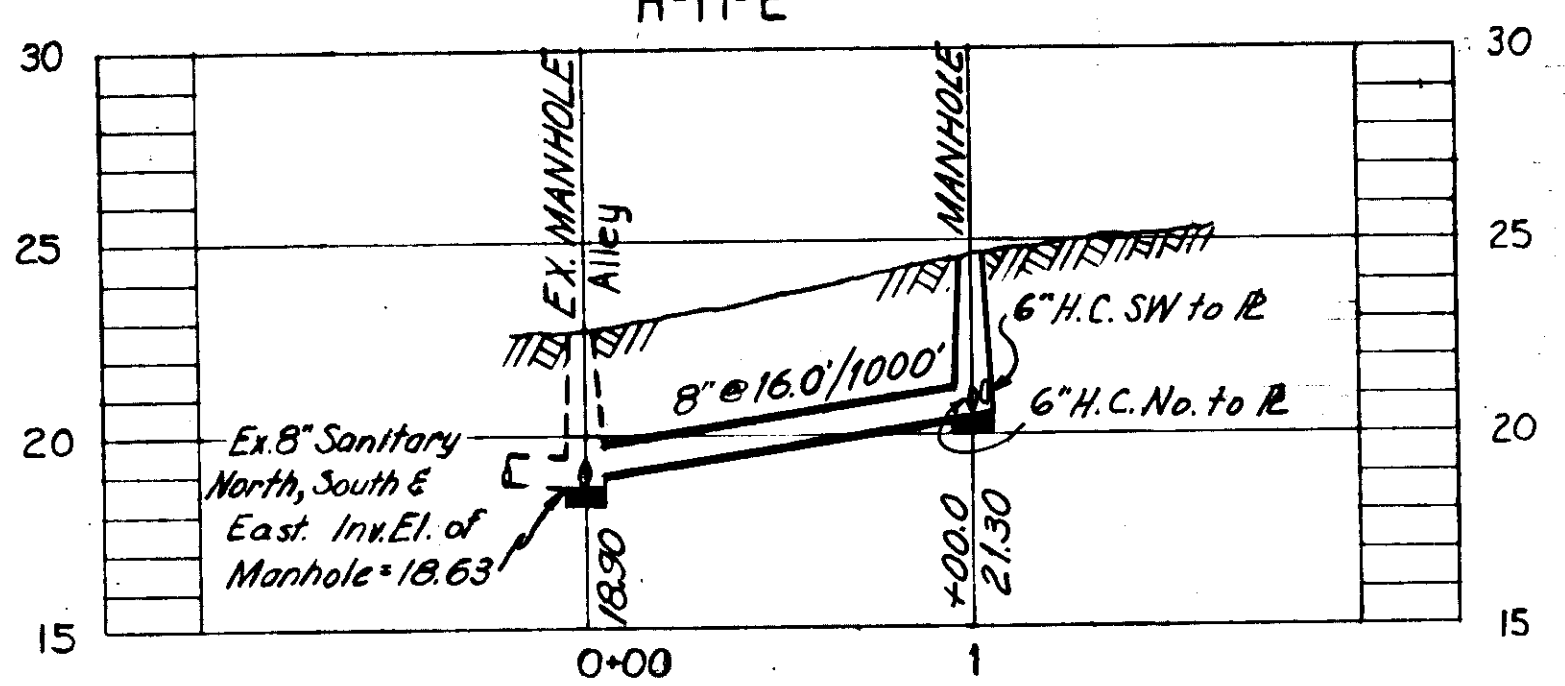 30
30
EX. MANHOLE
Alley
MANHOLE
25
25
6" H.C. SW to PL
8" @ 16.0'/1000'
6" H.C. No. to PL
20
20
Ex. 8" Sanitary
North, South &
East. Inv. El. of
Manhole = 18.63
18.90
+00.0
21.30
15
15
0+00
1